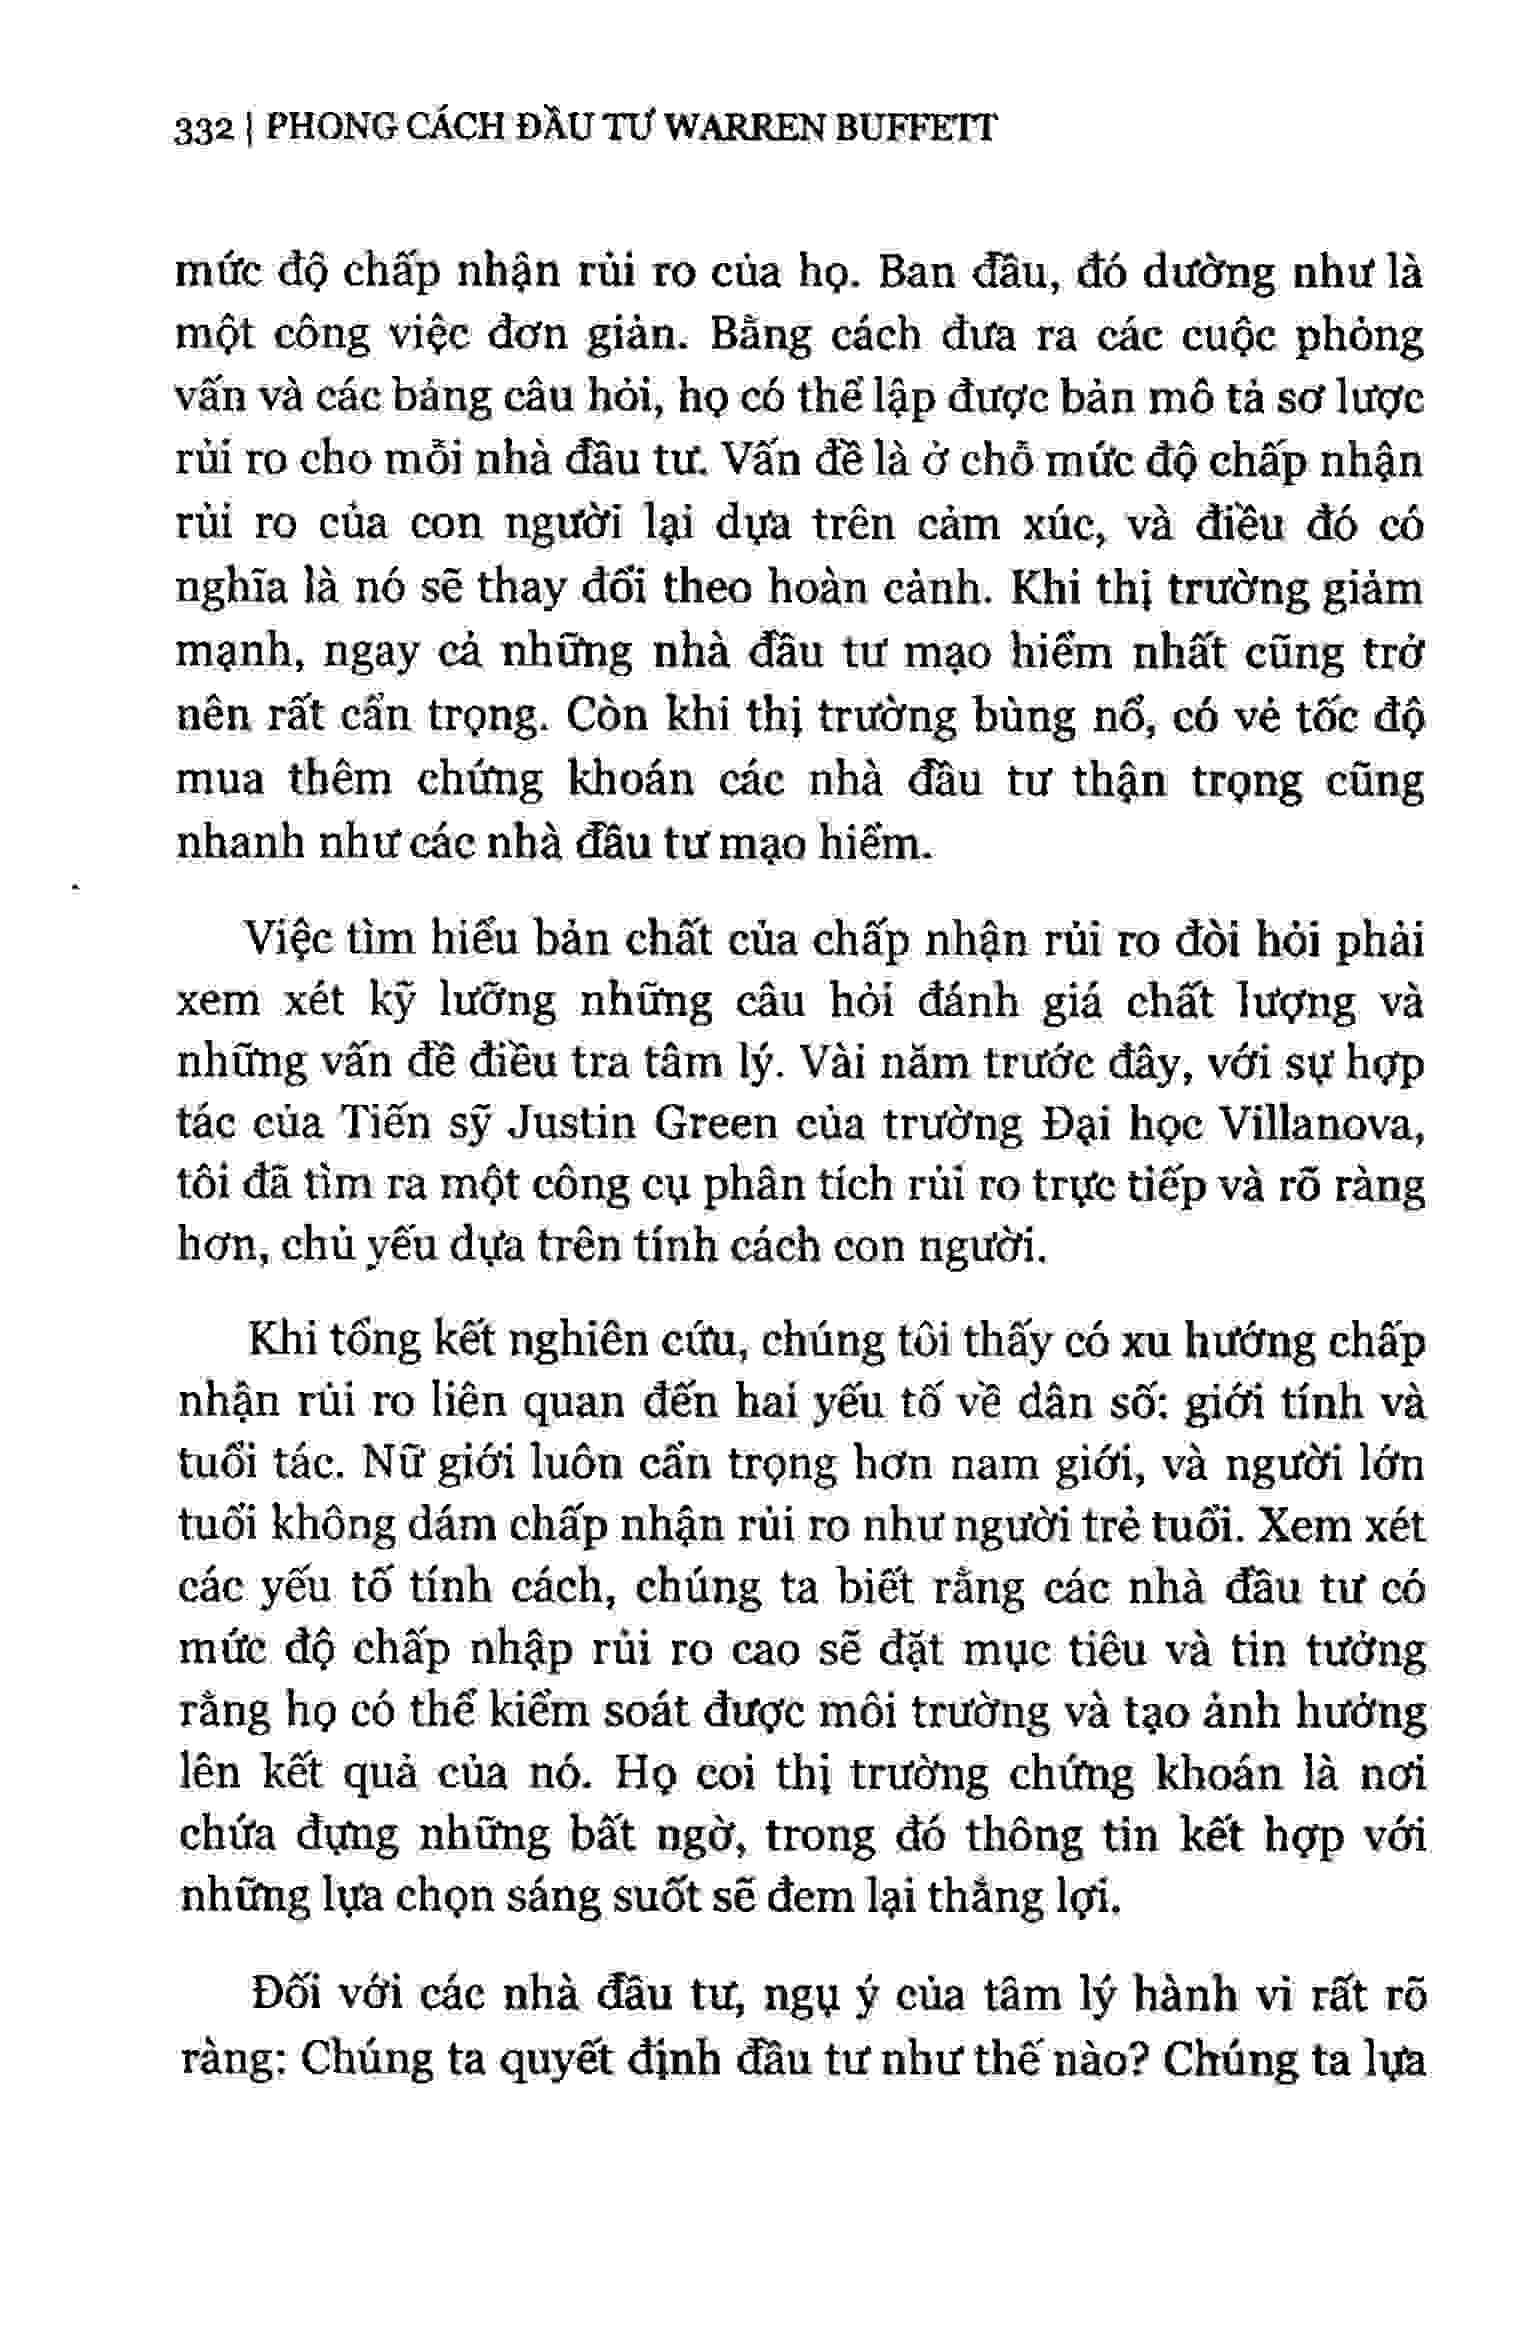 332 | PHONG CÁCH ĐẦU TƯ WARREN BUFFETT
mức độ chấp nhận rủi ro của họ. Ban đầu, đó dường như là
một công việc đơn giản. Bằng cách đưa ra các cuộc phỏng
vấn và các bảng câu hỏi, họ có thể lập được bản mô tả sơ lược
rủi ro cho mỗi nhà đầu tư. Vấn đề là ở chỗ mức độ chấp nhận
rủi ro của con người lại dựa trên cảm xúc, và điều đó có
nghĩa là nó sẽ thay đổi theo hoàn cảnh. Khi thị trường giảm
mạnh, ngay cả những nhà đầu tư mạo hiểm nhất cũng trở
nên rất cẩn trọng. Còn khi thị trường bùng nổ, có vẻ tốc độ
mua thêm chứng khoán các nhà đầu tư thận trọng cũng
nhanh như các nhà đầu tư mạo hiểm.
Việc tìm hiểu bản chất của chấp nhận rủi ro đòi hỏi phải
xem xét kỹ lưỡng những câu hỏi đánh giá chất lượng và
những vấn đề điều tra tâm lý. Vài năm trước đây, với sự hợp
tác của Tiến sỹ Justin Green của trường Đại học Villanova,
tôi đã tìm ra một công cụ phân tích rủi ro trực tiếp và rõ ràng
hơn, chủ yếu dựa trên tính cách con người.
Khi tổng kết nghiên cứu, chúng tôi thấy có xu hướng chấp
nhận rủi ro liên quan đến hai yếu tố về dân số: giới tính và
tuổi tác. Nữ giới luôn cẩn trọng hơn nam giới, và người lớn
tuổi không dám chấp nhận rủi ro như người trẻ tuổi. Xem xét
các yếu tố tính cách, chúng ta biết rằng các nhà đầu tư có
mức độ chấp nhập rủi ro cao sẽ đặt mục tiêu và tin tưởng
rằng họ có thể kiểm soát được môi trường và tạo ảnh hưởng
lên kết quả của nó. Họ coi thị trường chứng khoán là nơi
chứa đựng những bất ngờ, trong đó thông tin kết hợp với
những lựa chọn sáng suốt sẽ đem lại thắng lợi.
Đối với các nhà đầu tư, ngụ ý của tâm lý hành vi rất rõ
ràng: Chúng ta quyết định đầu tư như thế nào? Chúng ta lựa